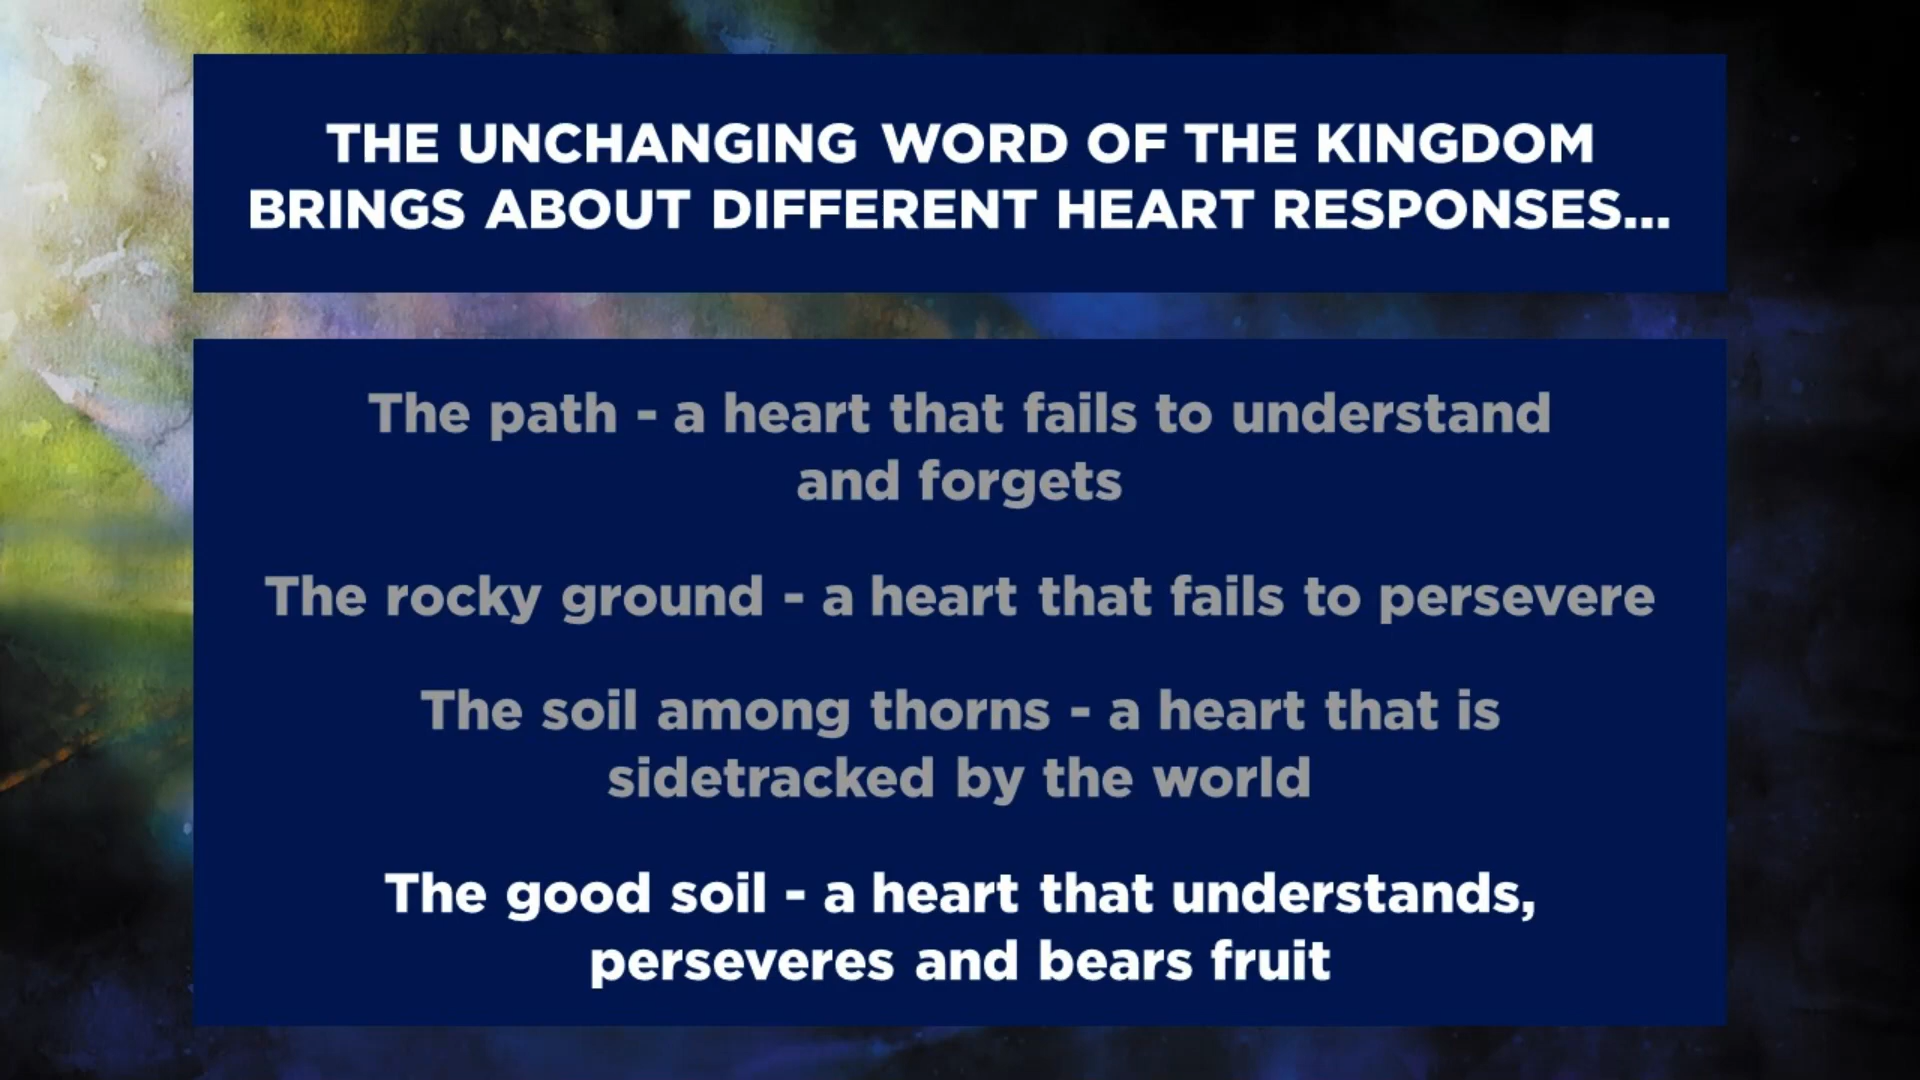 THE UNCHANGING WORD OF THE KINGDOM
BRINGS ABOUT DIFFERENT HEART RESPONSES...
The path - a heart that fails to understand
and forgets
The rocky ground - a heart that fails to persevere
The soil among thorns - a heart that is
sidetracked by the world
The good soil - a heart that understands,
perseveres and bears fruit